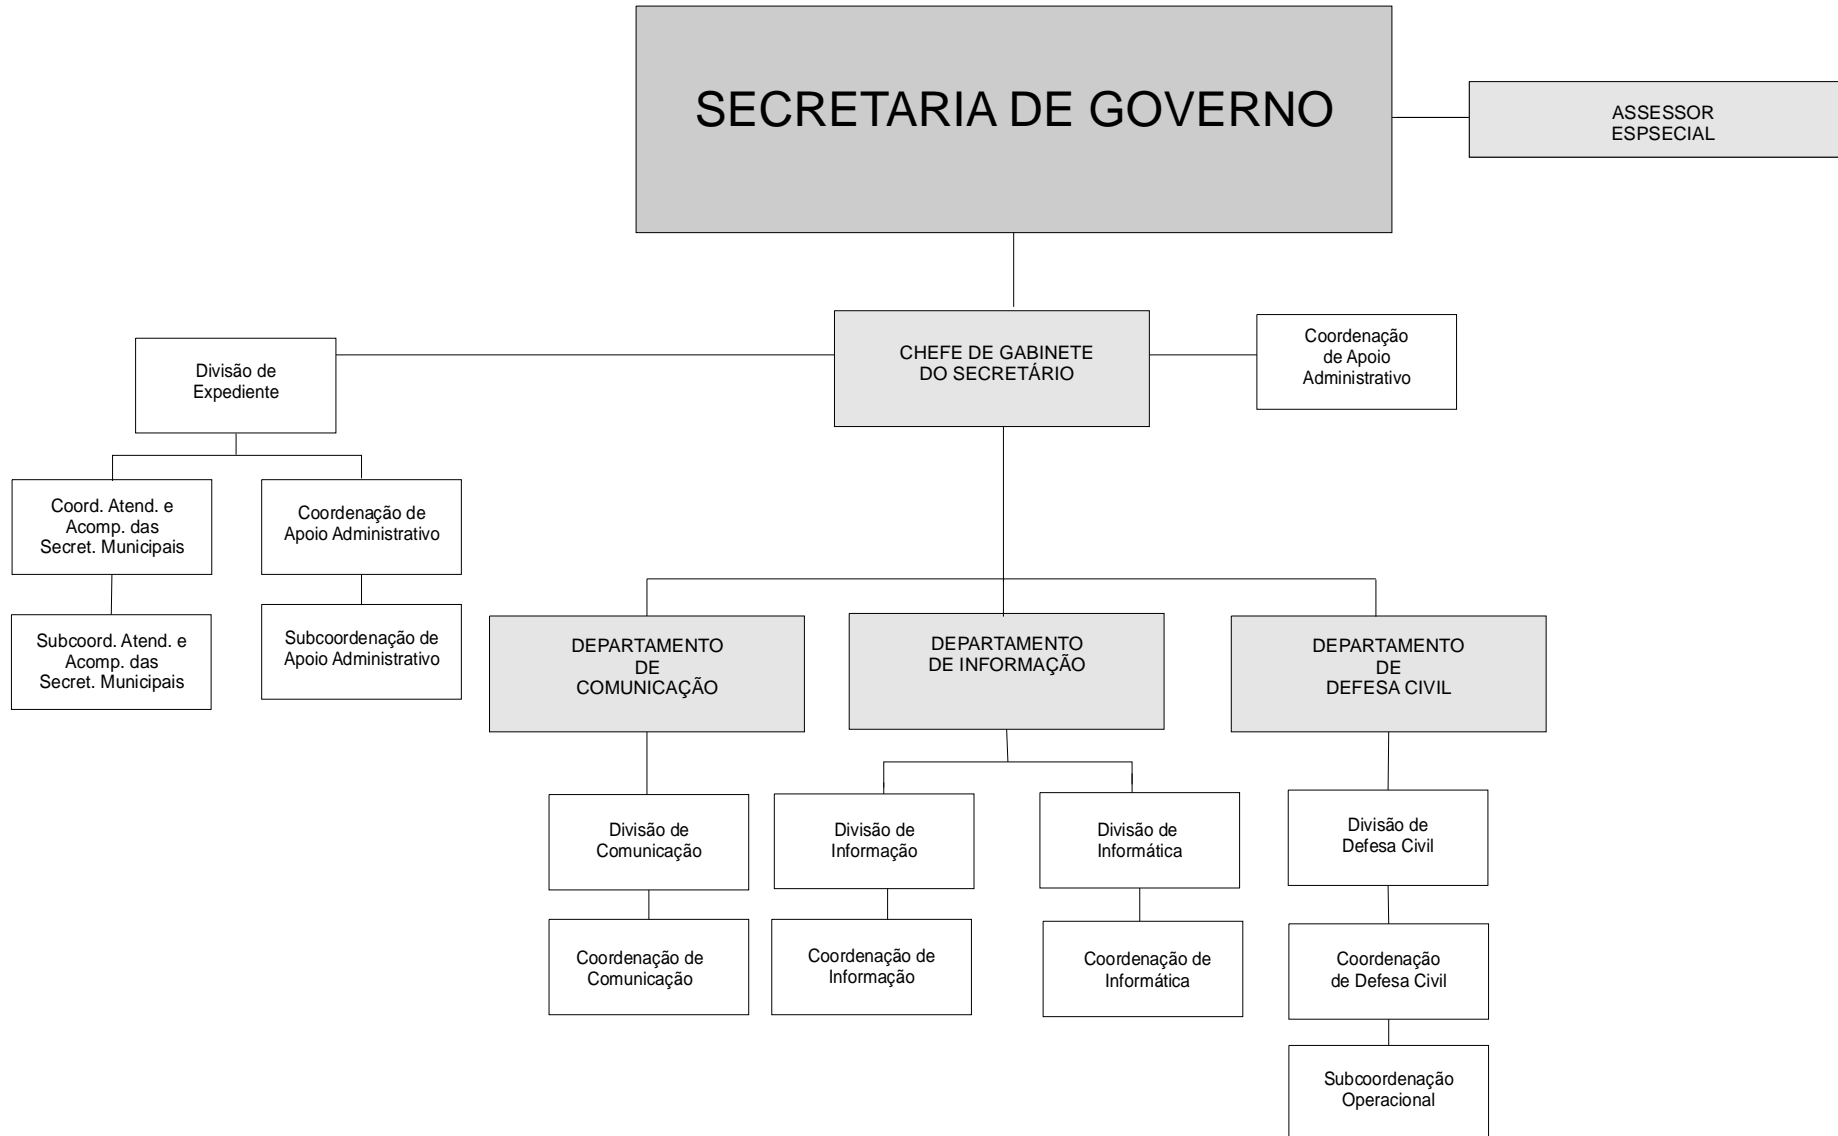 SECRETARIA DE GOVERNO
ASSESSOR
ESPSECIAL
CHEFE DE GABINETE
DO SECRETÁRIO
Coordenação
de Apoio
Administrativo
Divisão de
Expediente
Coord. Atend. e
Acomp. das
Secret. Municipais
Coordenação de
Apoio Administrativo
Subcoord. Atend. e
Acomp. das
Secret. Municipais
Subcoordenação de
Apoio Administrativo
DEPARTAMENTO
DE
COMUNICAÇÃO
DEPARTAMENTO
DE INFORMAÇÃO
DEPARTAMENTO
DE
DEFESA CIVIL
Divisão de
Comunicação
Divisão de
Informação
Divisão de
Informática
Divisão de
Defesa Civil
Coordenação de
Comunicação
Coordenação de
Informação
Coordenação de
Informática
Coordenação
de Defesa Civil
Subcoordenação
Operacional